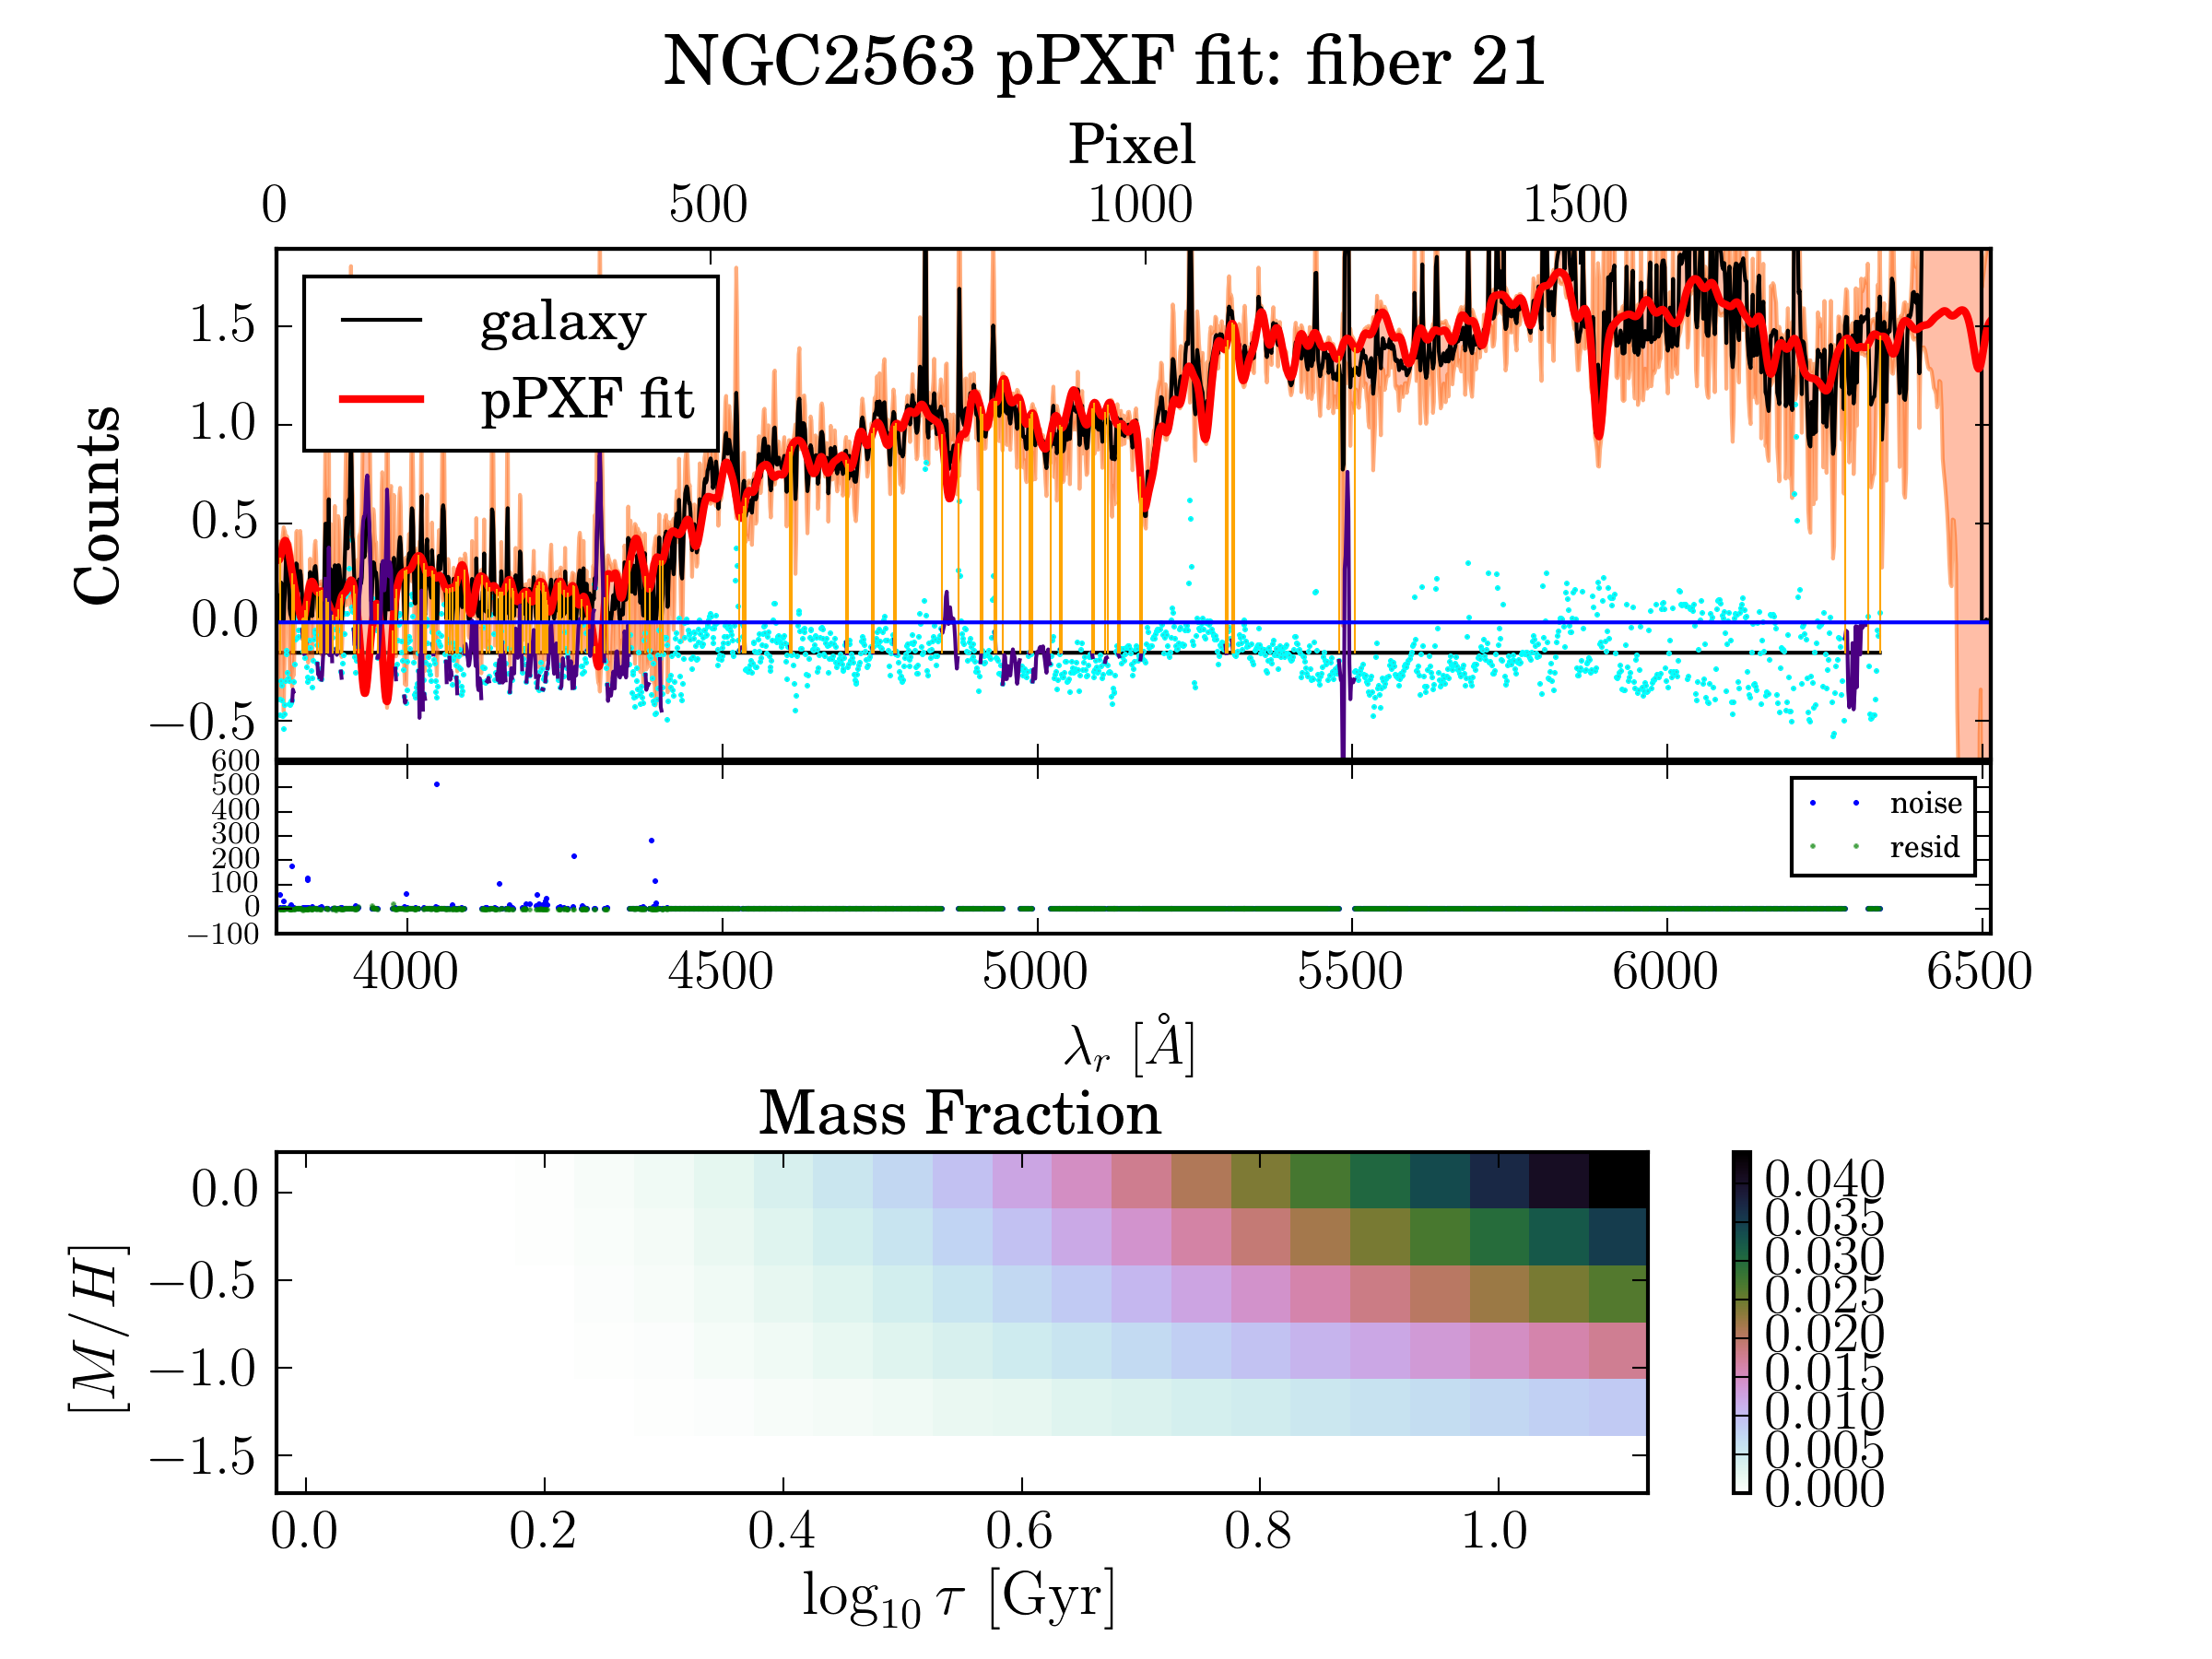 NGC2563 pPXF fit: fiber 21
Pixel
0 500 1000 1500
galaxy
pPXF fit
Counts
1.5
1.0
0.5
0.0
−0.5
600
500
400
300
200
100
0
−100
noise
resid
4000 4500 5000 5500 6000 6500
λr [Å]
Mass Fraction
[M/H]
0.0
−0.5
−1.0
−1.5
0.040
0.035
0.030
0.025
0.020
0.015
0.010
0.005
0.000
0.0 0.2 0.4 0.6 0.8 1.0
log10 τ [Gyr]